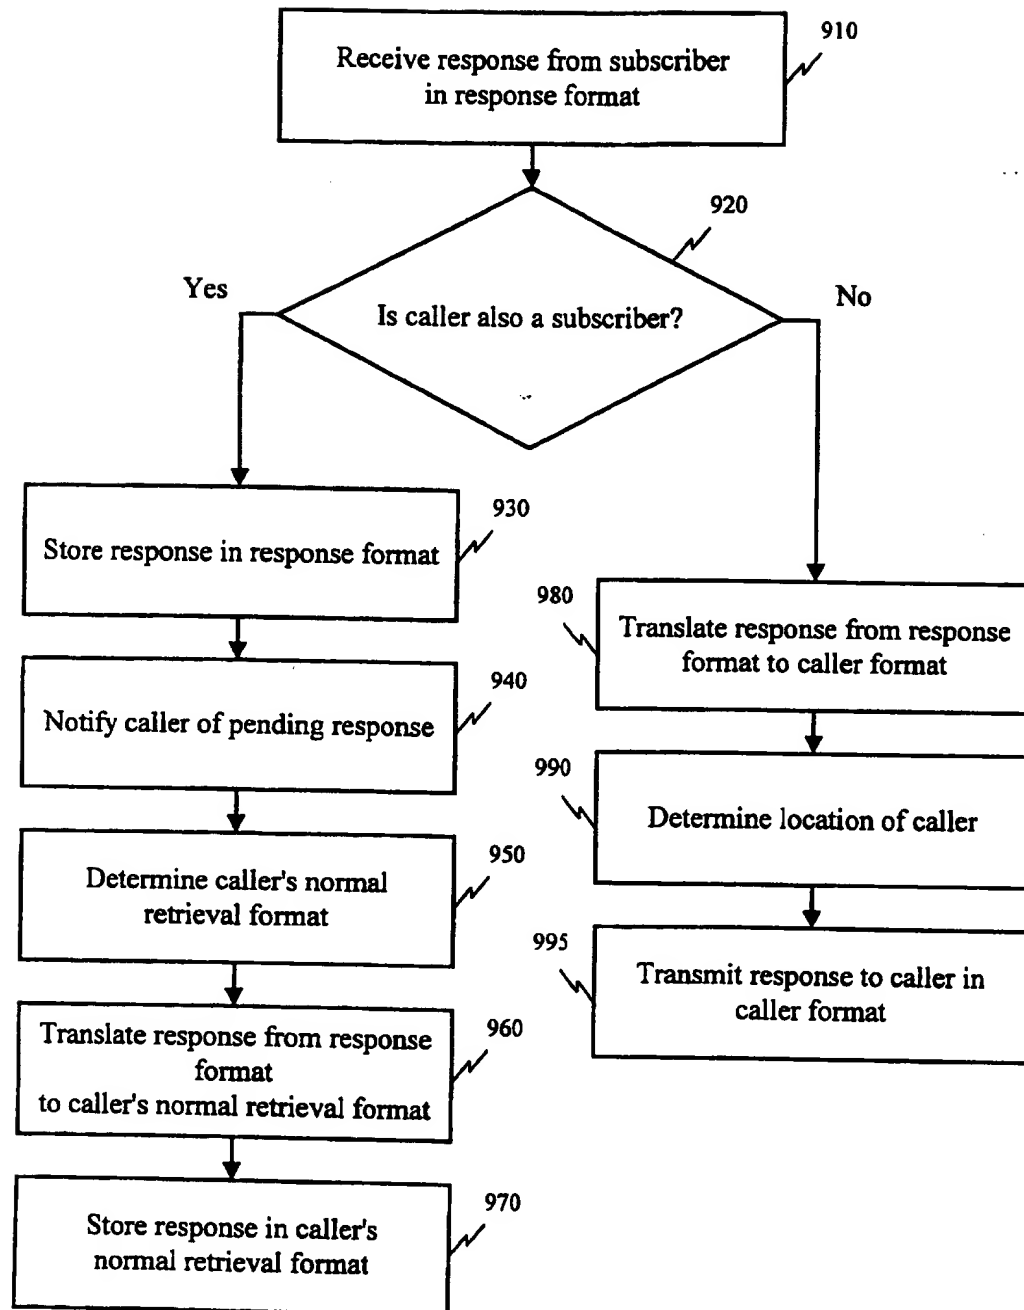 910
Receive response from subscriber
in response format
920
Yes
Is caller also a subscriber?
No
930
Store response in response format
940
Notify caller of pending response
950
Determine caller's normal
retrieval format
960
Translate response from response
format
to caller's normal retrieval format
970
Store response in caller's
normal retrieval format
980
Translate response from response
format to caller format
990
Determine location of caller
995
Transmit response to caller in
caller format